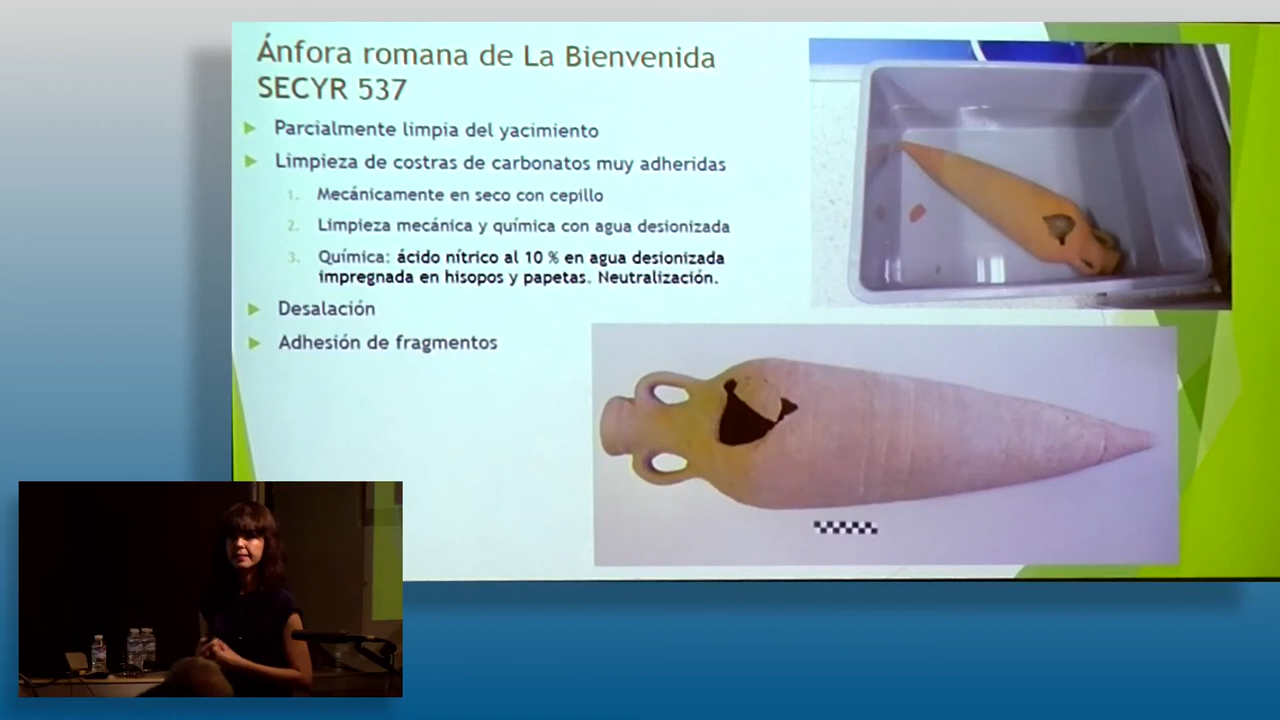 Ánfora romana de La Bienvenida
SECYR 537
Parcialmente limpia del yacimiento
Limpieza de costras de carbonatos muy adheridas
1. Mecánicamente en seco con cepillo
2. Limpieza mecánica y química con agua desionizada
3. Química: ácido nítrico al 10 % en agua desionizada
impregnada en hisopos y papetas. Neutralización.
Desalación
Adhesión de fragmentos